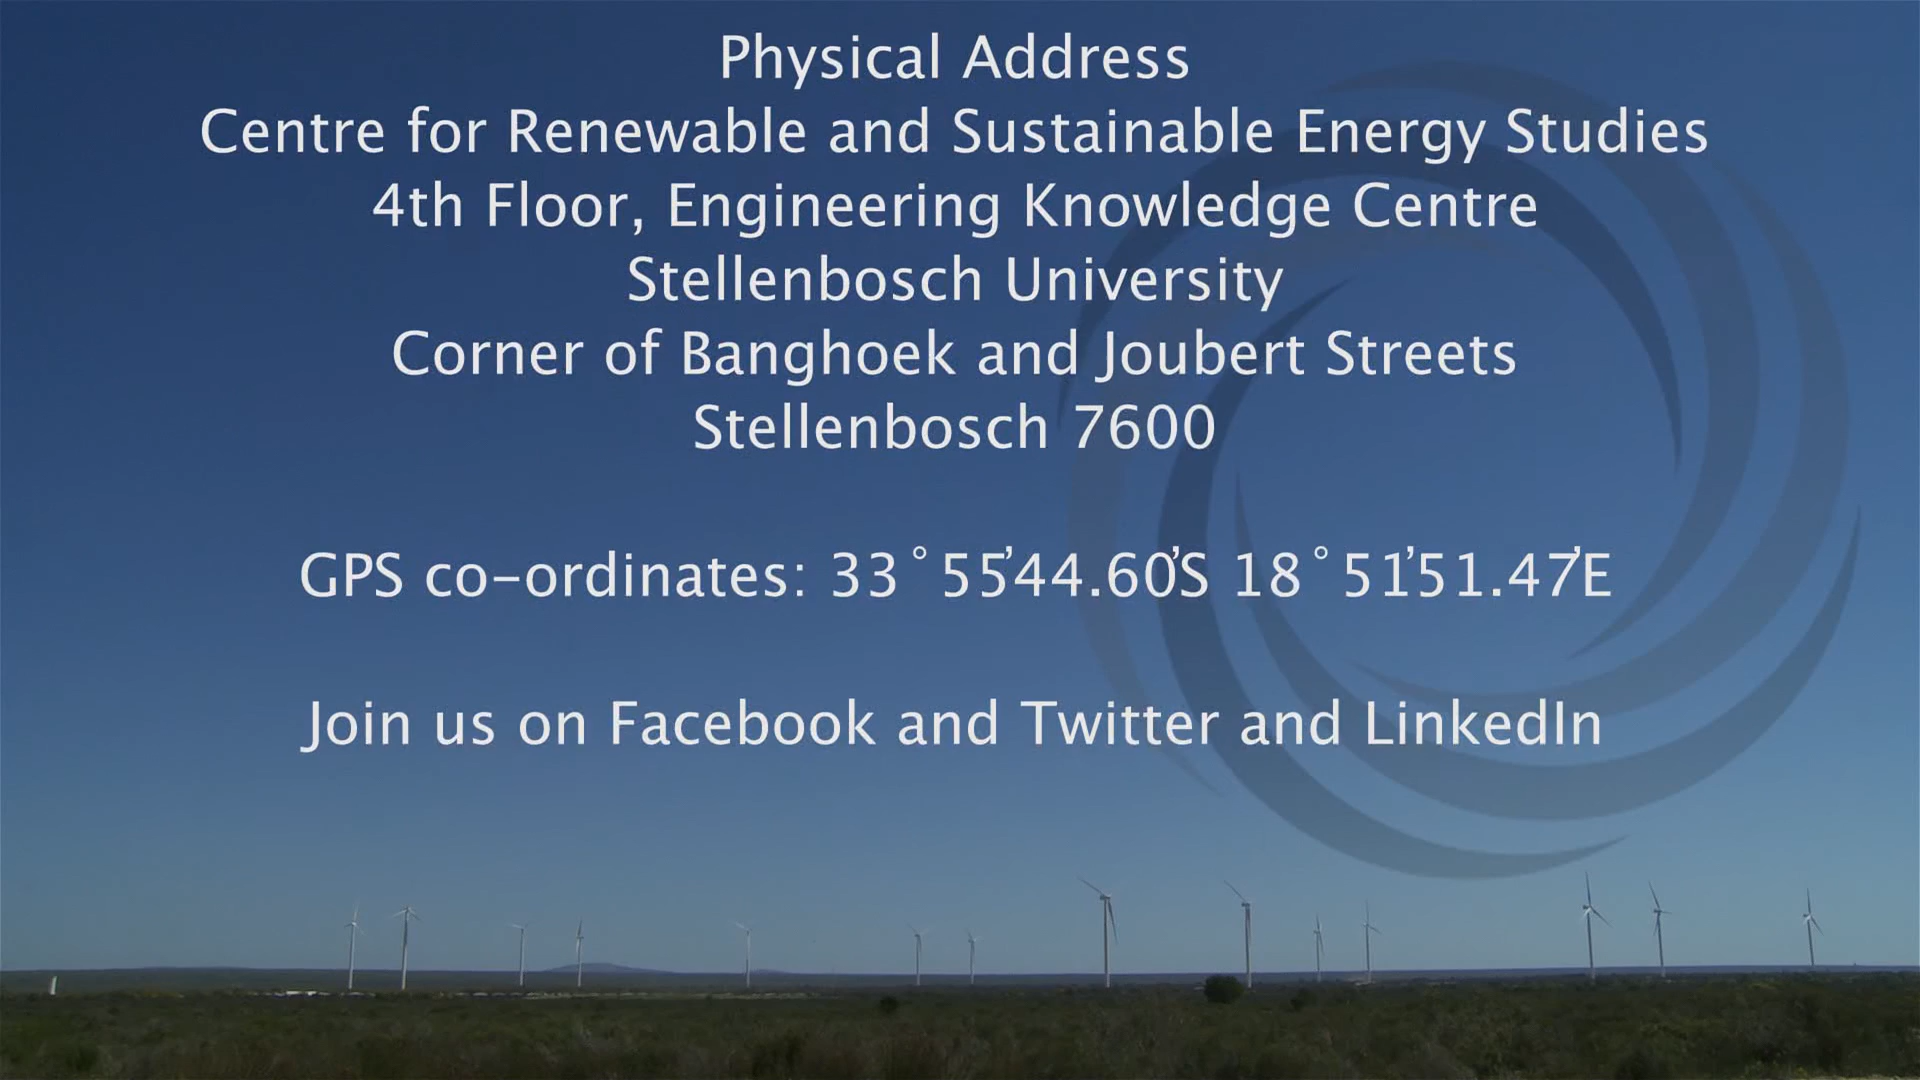 Physical Address
Centre for Renewable and Sustainable Energy Studies
4th Floor, Engineering Knowledge Centre
Stellenbosch University
Corner of Banghoek and Joubert Streets
Stellenbosch 7600
GPS co-ordinates: 33˚55̓44.60̓S 18˚51̓51.47̓E
Join us on Facebook and Twitter and LinkedIn